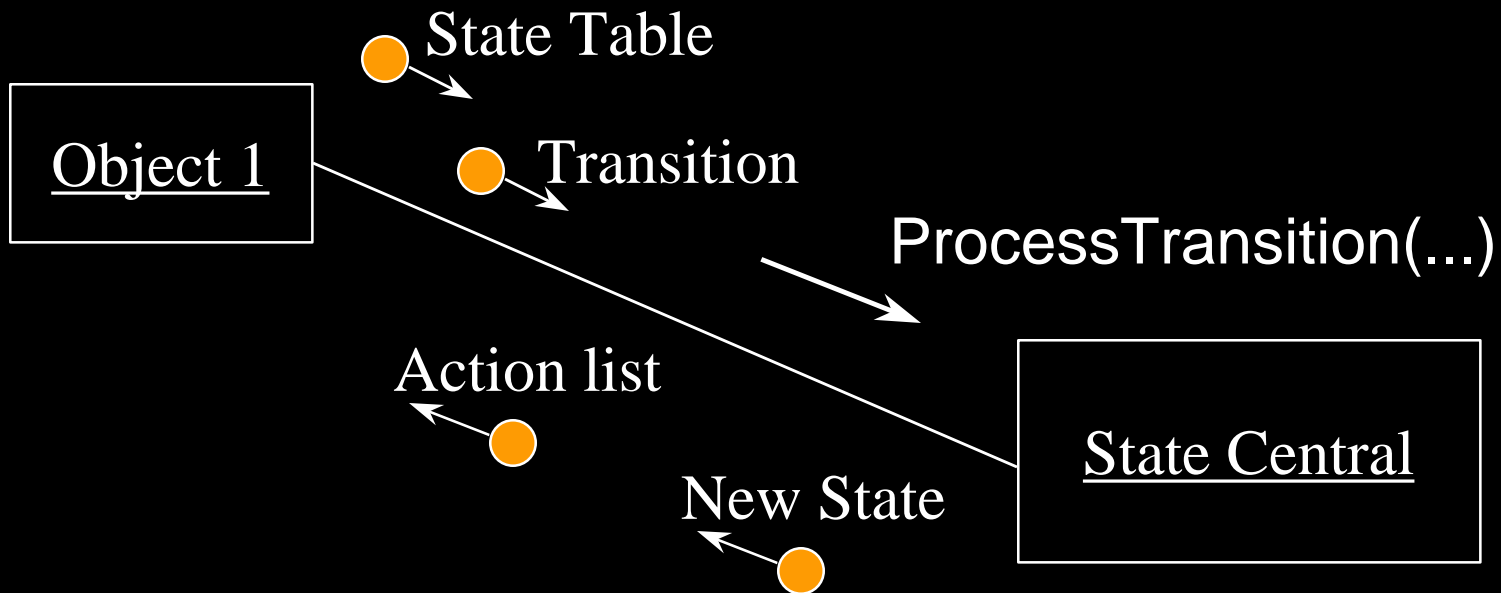 State Table
Object 1
Transition
ProcessTransition(...)
Action list
State Central
New State